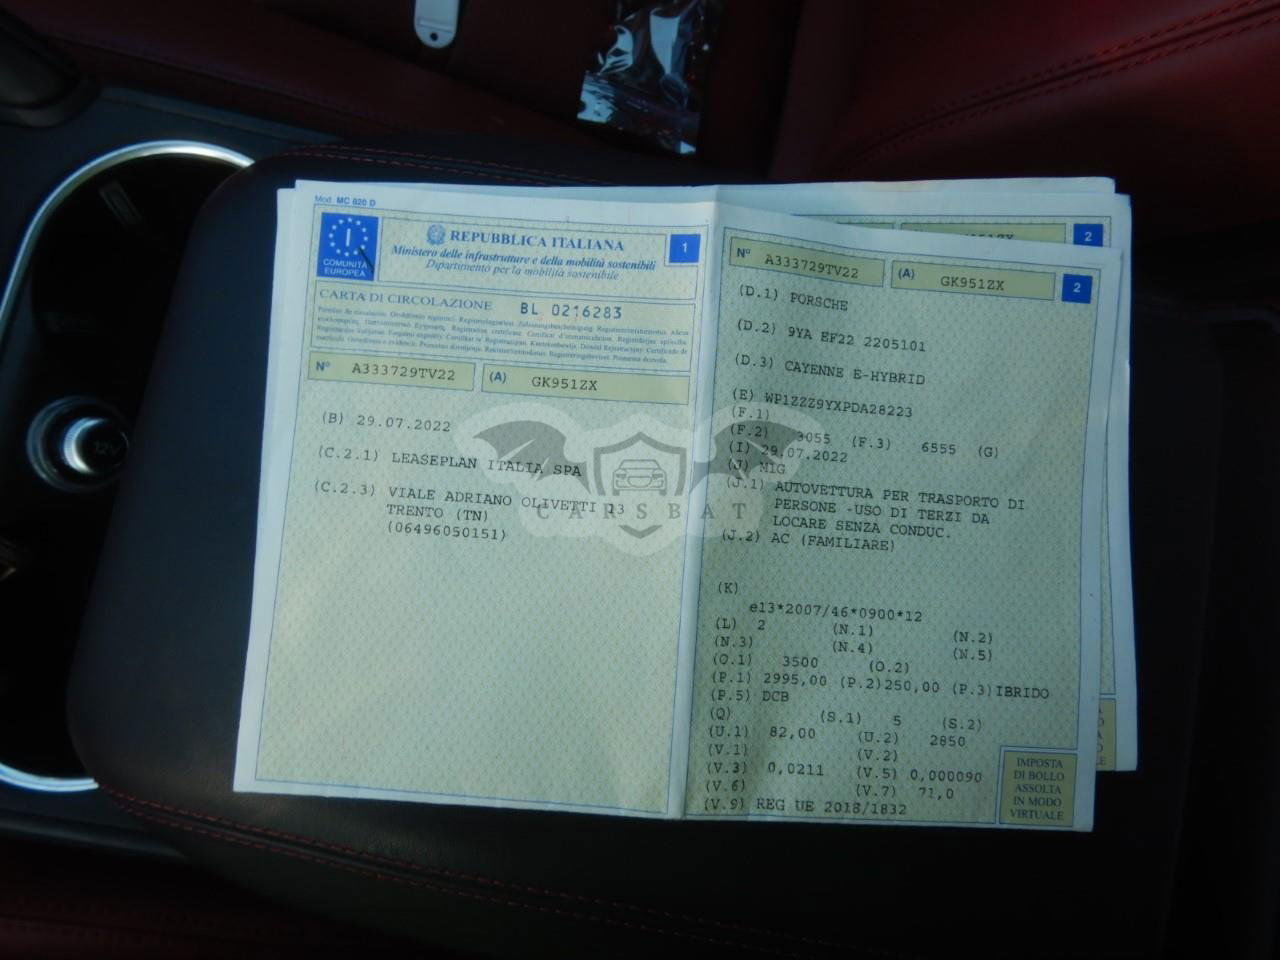 Mod. MC 820 D
I
COMUNITÀ
EUROPEA
REPUBBLICA ITALIANA
Ministero delle infrastrutture e della mobilità sostenibili
Dipartimento per la mobilità sostenibile
1
CARTA DI CIRCOLAZIONE BL 0216283
N° A333729TV22 (A) GK951ZX
(B) 29.07.2022
(C.2.1) LEASEPLAN ITALIA SPA
(C.2.3) VIALE ADRIANO OLIVETTI 13
TRENTO (TN)
(06496050151)
2
N° A333729TV22 (A) GK951ZX
2
(D.1) PORSCHE
(D.2) 9YA EF22 2205101
(D.3) CAYENNE E-HYBRID
(E) WP1ZZZ9YXPDA28223
(F.1)
(F.2) 3055 (F.3) 6555 (G)
(I) 29.07.2022
(J) MIG
(J.1) AUTOVETTURA PER TRASPORTO DI
PERSONE -USO DI TERZI DA
LOCARE SENZA CONDUC.
(J.2) AC (FAMILIARE)
(K)
e13*2007/46*0900*12
(L) 2 (N.1) (N.2)
(N.3) (N.4) (N.5)
(O.1) 3500 (O.2)
(P.1) 2995,00 (P.2)250,00 (P.3)IBRIDO
(P.5) DCB
(Q) (S.1) 5 (S.2)
(U.1) 82,00 (U.2) 2850
(V.1) (V.2)
(V.3) 0,0211 (V.5) 0,000090
(V.6) (V.7) 71,0
(V.9) REG UE 2018/1832
IMPOSTA
DI BOLLO
ASSOLTA
IN MODO
VIRTUALE
CARSBAT
12V